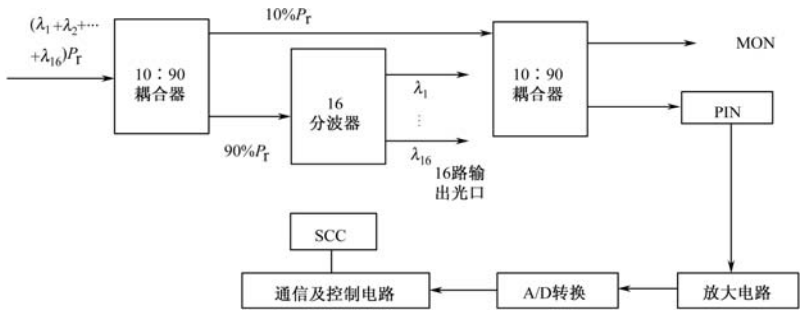 (λ₁+λ₂+…
+λ₁₆)Pr
10∶90
耦合器
10%Pr
90%Pr
16
分波器
λ₁
⋮
λ₁₆
16路输
出光口
10∶90
耦合器
MON
PIN
SCC
通信及控制电路
A/D转换
放大电路